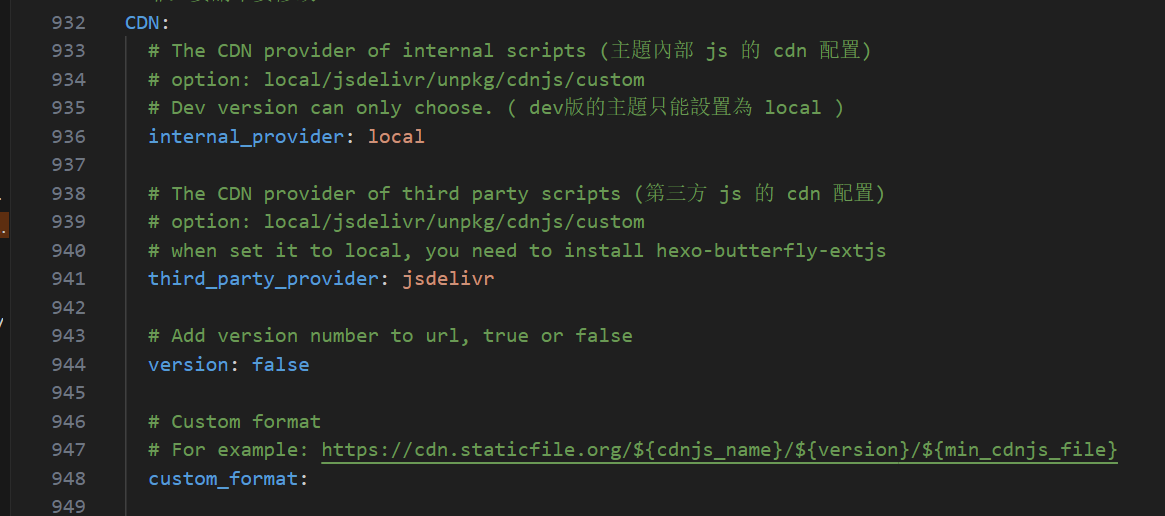 932 CDN:
933 # The CDN provider of internal scripts (主題內部 js 的 cdn 配置)
934 # option: local/jsdelivr/unpkg/cdnjs/custom
935 # Dev version can only choose. ( dev版的主題只能設置為 local )
936 internal_provider: local
937
938 # The CDN provider of third party scripts (第三方 js 的 cdn 配置)
939 # option: local/jsdelivr/unpkg/cdnjs/custom
940 # when set it to local, you need to install hexo-butterfly-extjs
941 third_party_provider: jsdelivr
942
943 # Add version number to url, true or false
944 version: false
945
946 # Custom format
947 # For example: https://cdn.staticfile.org/${cdnjs_name}/${version}/${min_cdnjs_file}
948 custom_format:
949